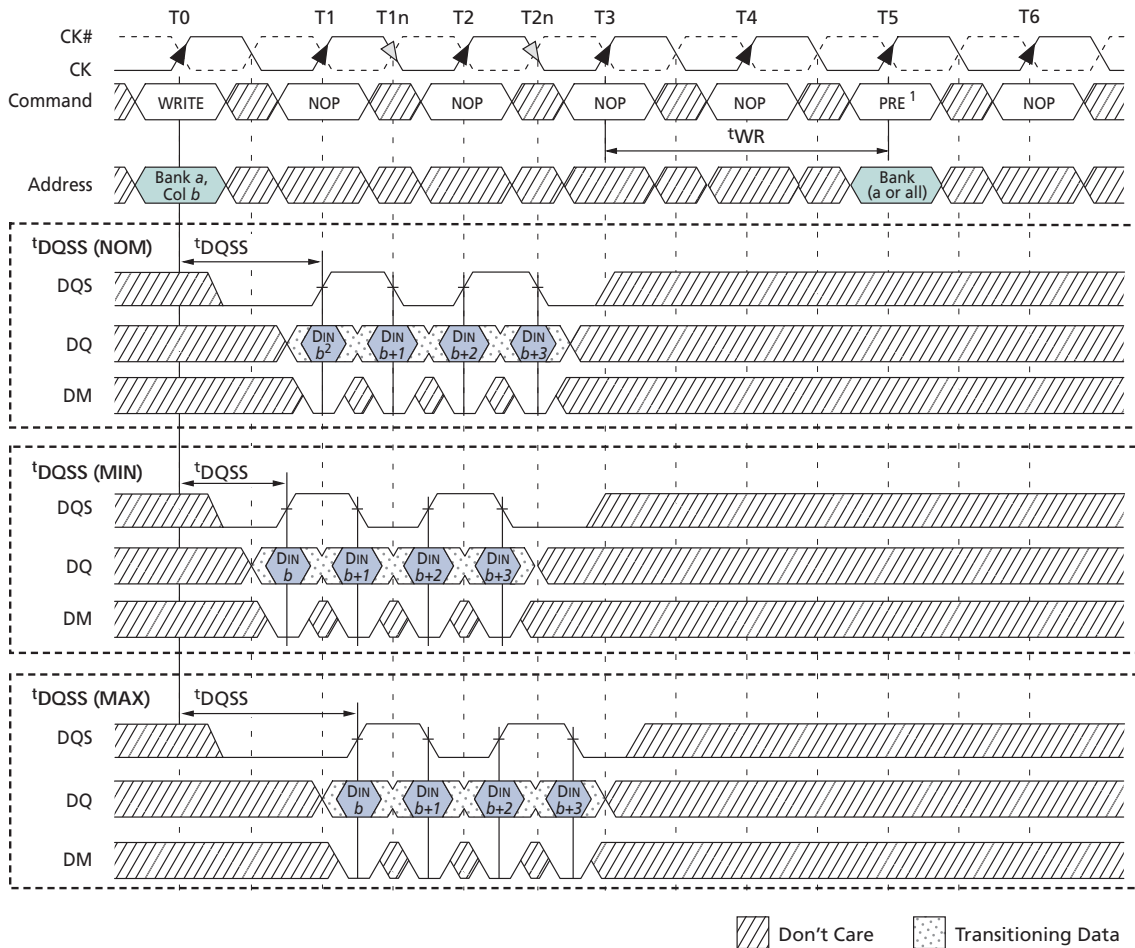 T0 T1 T1n T2 T2n T3 T4 T5 T6
CK#
CK
Command WRITE NOP NOP NOP NOP PRE 1 NOP
tWR
Address Bank a, Col b Bank (a or all)
tDQSS (NOM) tDQSS
DQS
DQ DIN b2 DIN b+1 DIN b+2 DIN b+3
DM
tDQSS (MIN) tDQSS
DQS
DQ DIN b DIN b+1 DIN b+2 DIN b+3
DM
tDQSS (MAX) tDQSS
DQS
DQ DIN b DIN b+1 DIN b+2 DIN b+3
DM
Don't Care Transitioning Data